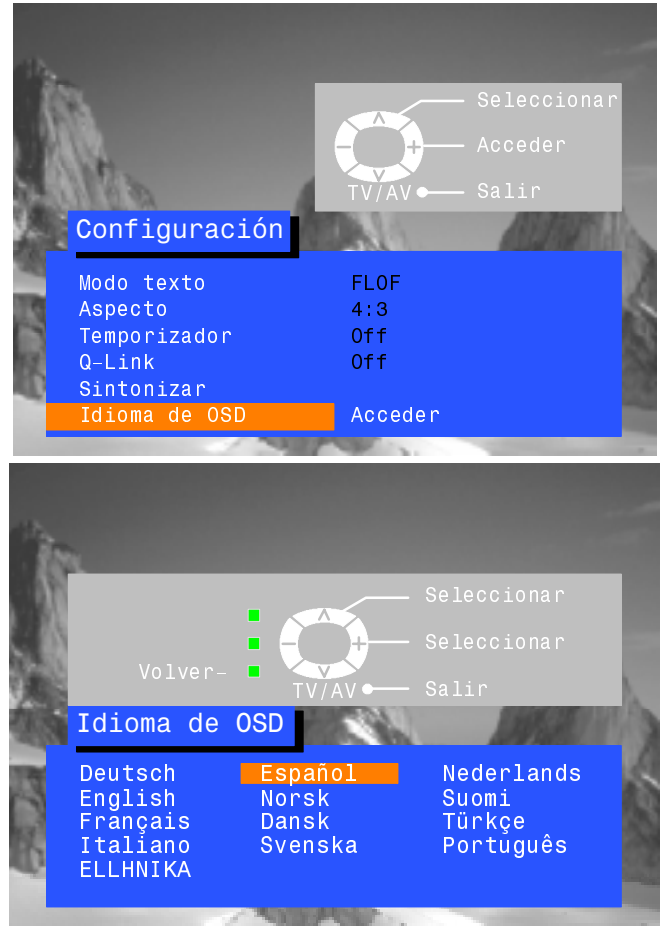 Seleccionar
Acceder
TV/AV Salir
Configuración
Modo texto FLOF
Aspecto 4:3
Temporizador Off
Q-Link Off
Sintonizar
Idioma de OSD Acceder
Seleccionar
Seleccionar
Volver-
TV/AV Salir
Idioma de OSD
Deutsch Español Nederlands
English Norsk Suomi
Français Dansk Türkçe
Italiano Svenska Português
ELLHNIKA